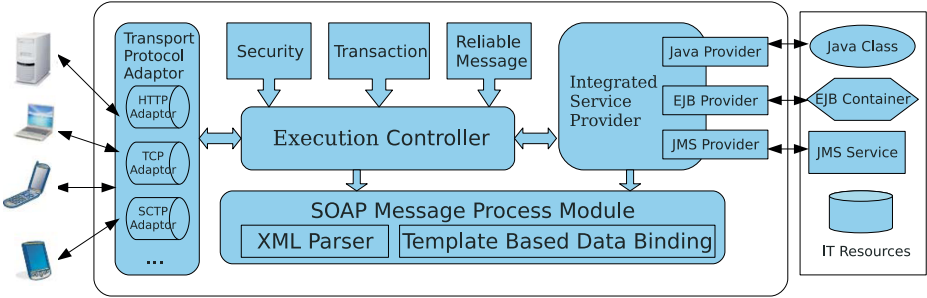 Transport
Protocol
Adaptor
HTTP
Adaptor
TCP
Adaptor
SCTP
Adaptor
...
Security
Transaction
Reliable
Message
Execution Controller
Integrated
Service
Provider
Java Provider
EJB Provider
JMS Provider
SOAP Message Process Module
XML Parser
Template Based Data Binding
Java Class
EJB Container
JMS Service
IT Resources